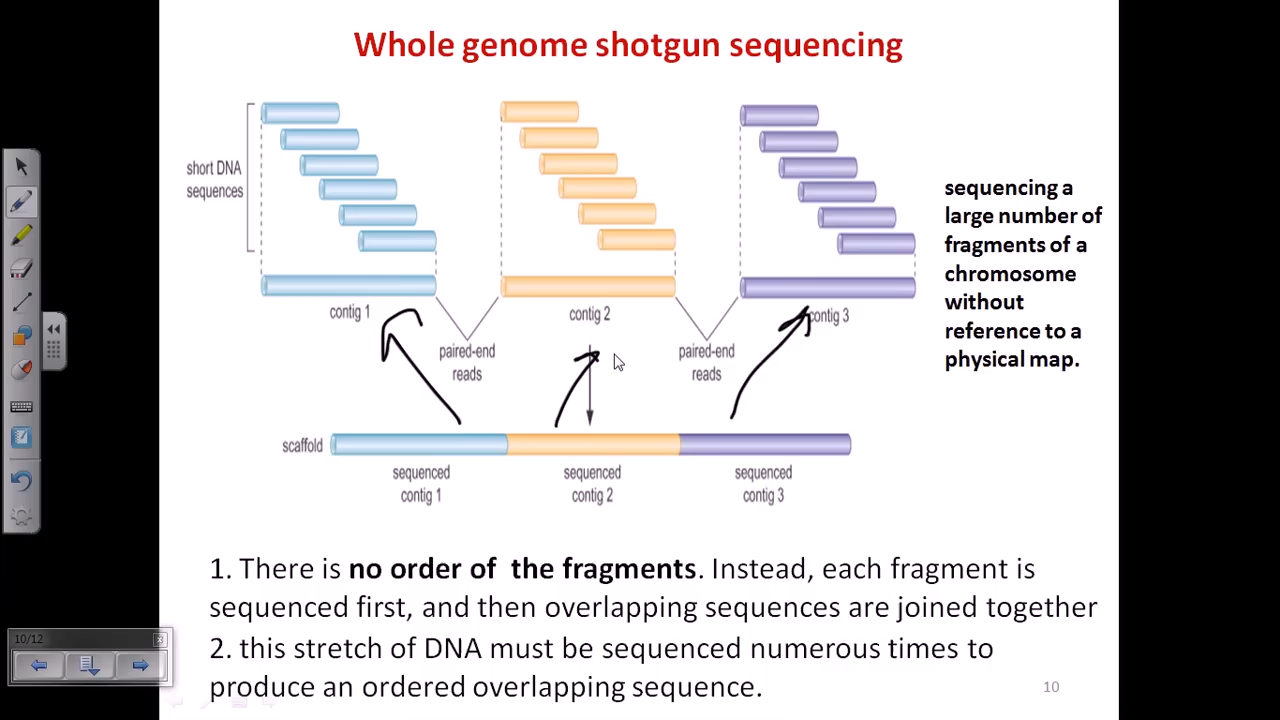 Whole genome shotgun sequencing
short DNA
sequences
contig 1
contig 2
contig 3
paired-end
reads
paired-end
reads
sequencing a
large number of
fragments of a
chromosome
without
reference to a
physical map.
scaffold
sequenced
contig 1
sequenced
contig 2
sequenced
contig 3
1. There is no order of the fragments. Instead, each fragment is
sequenced first, and then overlapping sequences are joined together
2. this stretch of DNA must be sequenced numerous times to
produce an ordered overlapping sequence.
10/12
10